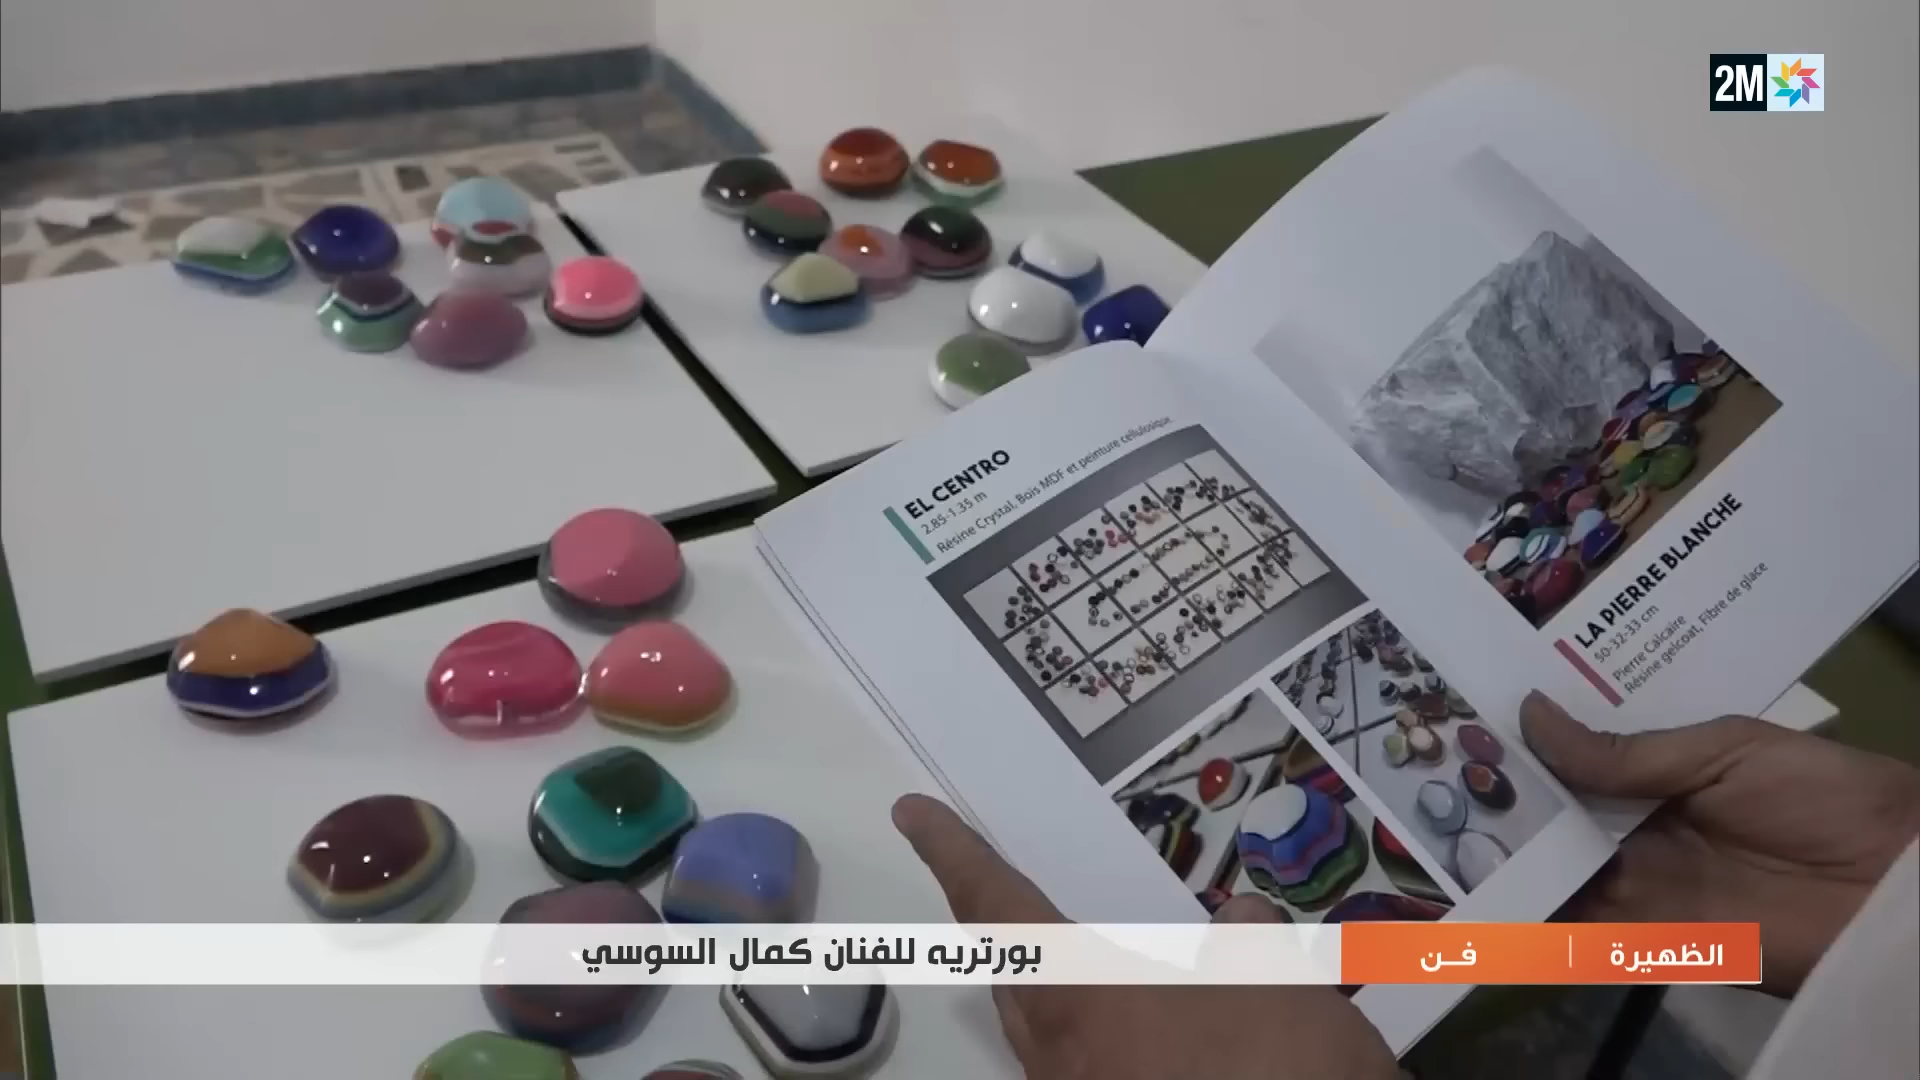 2M
EL CENTRO
2.85-1.35 m
Résine Crystal, Bois MDF et peinture cellulosique
LA PIERRE BLANCHE
50-32-33 cm
Pierre Calcaire
Résine gelcoat, Fibre de glace
الظهيرة | فـن
بورتريه للفنان كمال السوسي